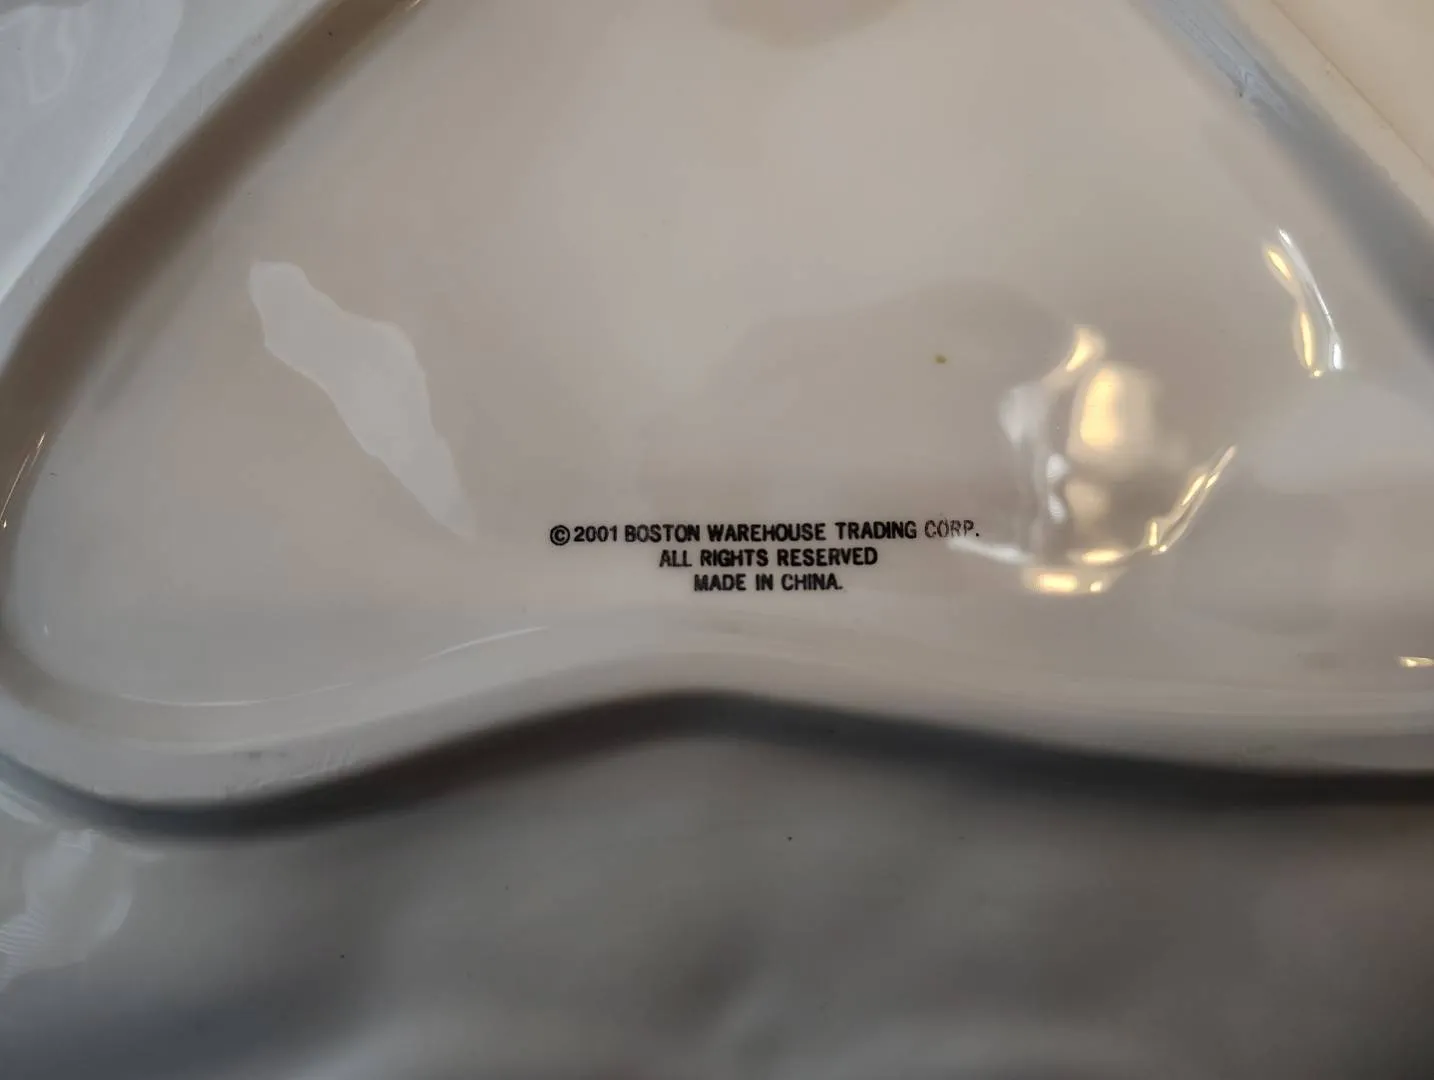 ©2001 BOSTON WAREHOUSE TRADING CORP.
ALL RIGHTS RESERVED
MADE IN CHINA.